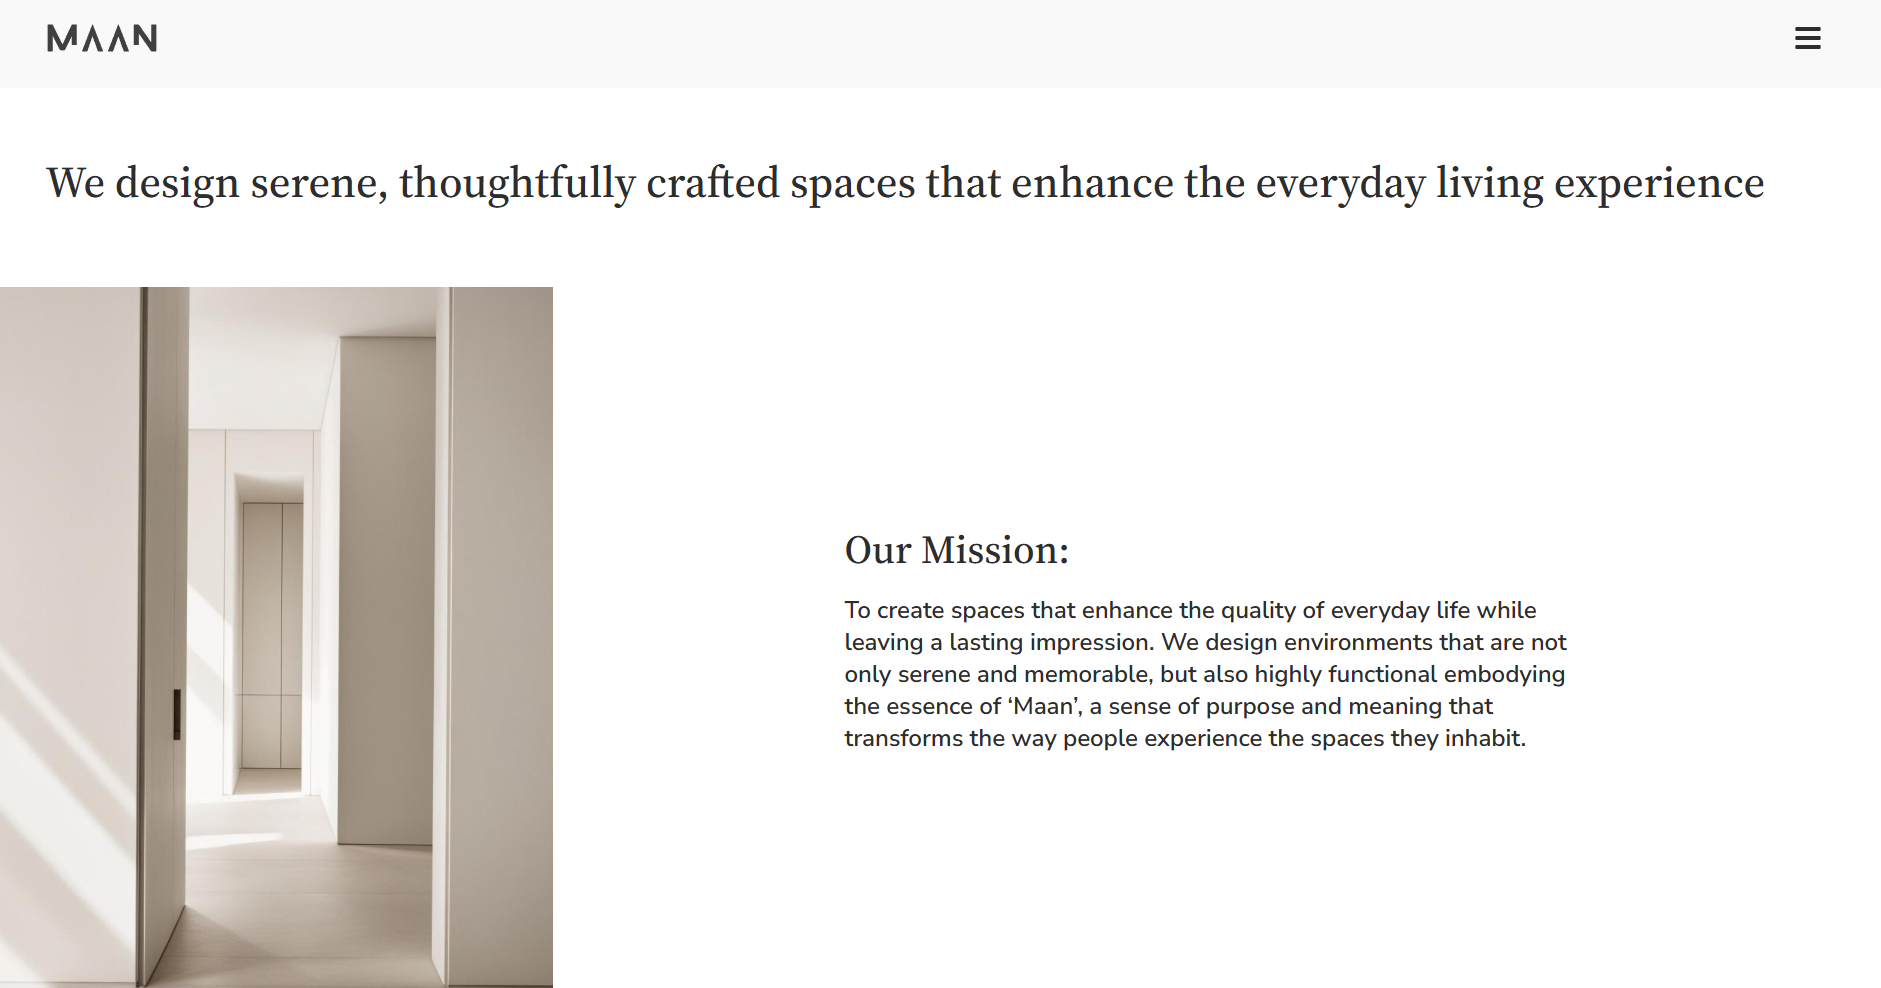 MAAN
We design serene, thoughtfully crafted spaces that enhance the everyday living experience
Our Mission:
To create spaces that enhance the quality of everyday life while
leaving a lasting impression. We design environments that are not
only serene and memorable, but also highly functional embodying
the essence of ‘Maan’, a sense of purpose and meaning that
transforms the way people experience the spaces they inhabit.